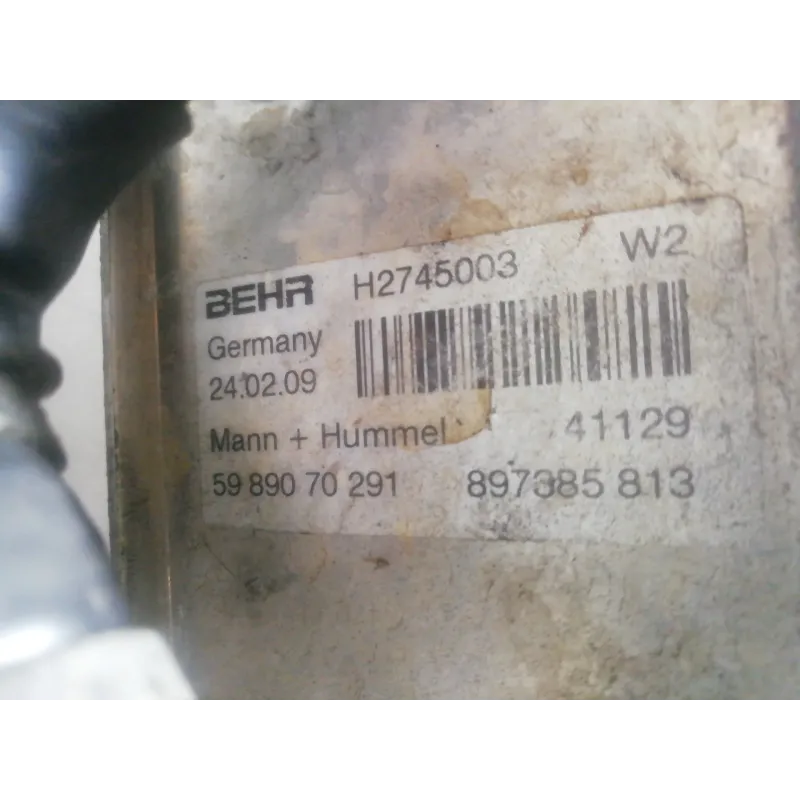 BEHR H2745003 W2
Germany
24.02.09
Mann + Hummel 41129
59 890 70 291 897385 813